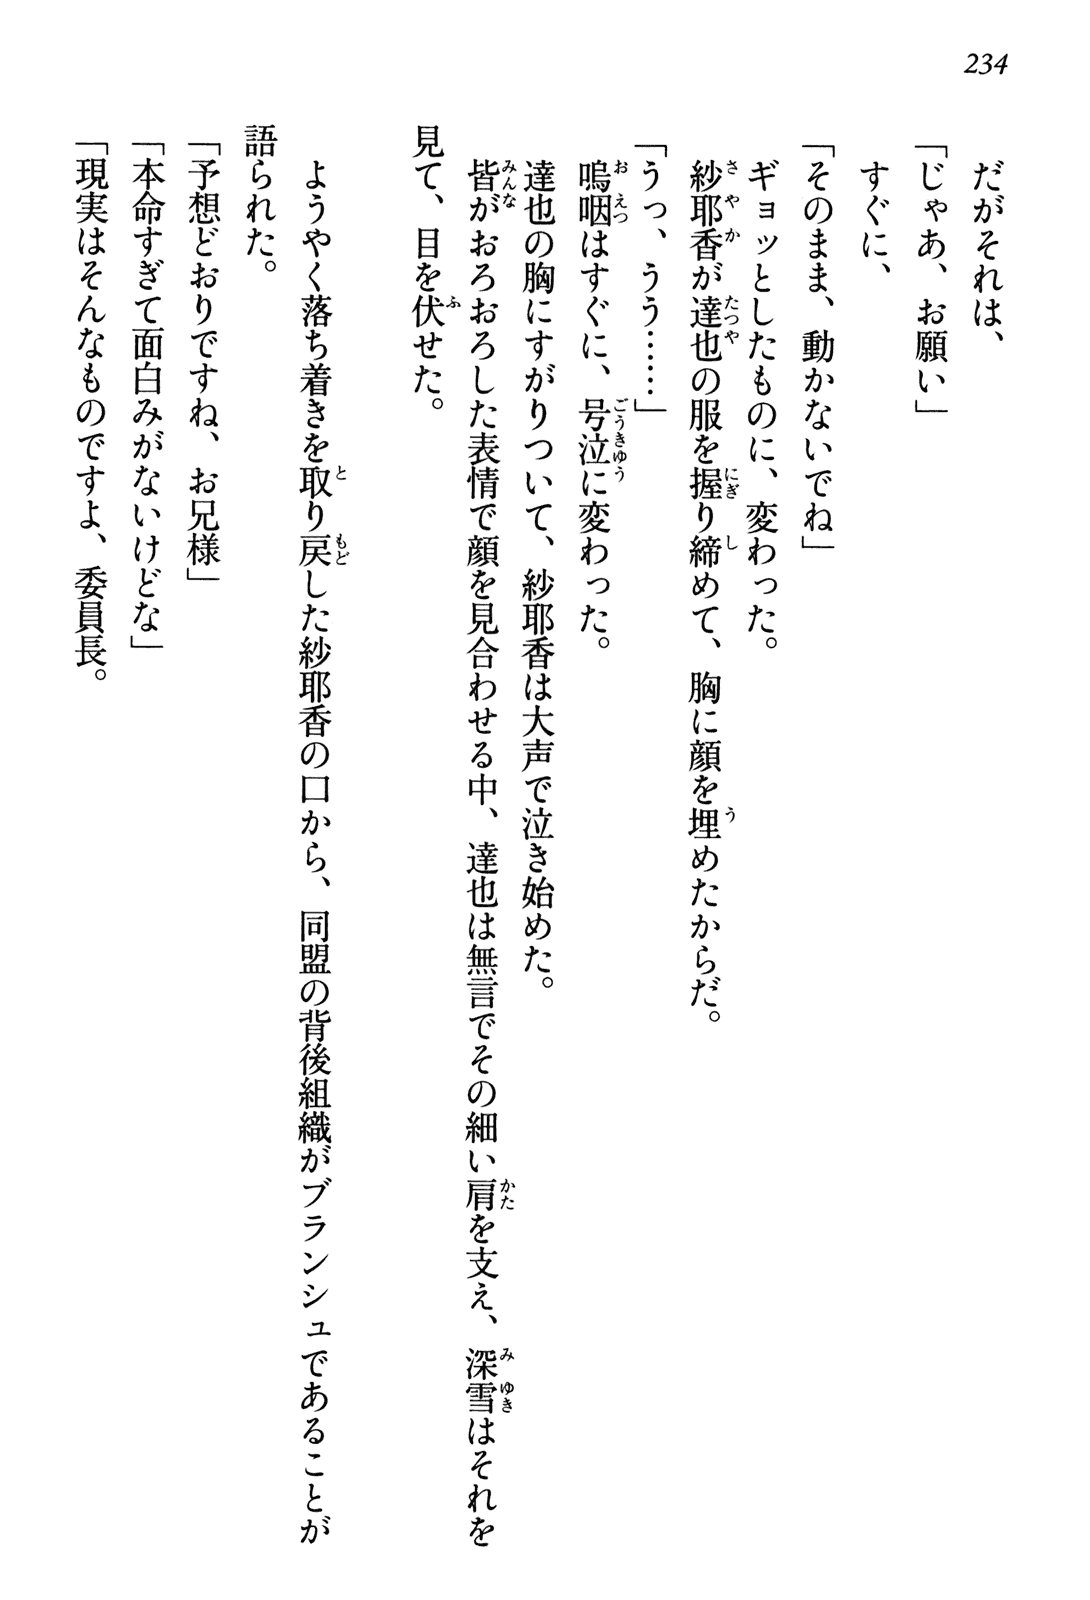 234
だがそれは、
「じゃあ、お願い」
すぐに、
「そのまま、動かないでね」
ギョッとしたものに、変わった。
紗耶香が達也の服を握り締めて、胸に顔を埋めたからだ。
「うっ、うう……」
嗚咽はすぐに、号泣に変わった。
達也の胸にすがりついて、紗耶香は大声で泣き始めた。
皆がおろおろした表情で顔を見合わせる中、達也は無言でその細い肩を支え、深雪はそれを
見て、目を伏せた。
ようやく落ち着きを取り戻した紗耶香の口から、同盟の背後組織がブランシュであることが
語られた。
「予想どおりですね、お兄様」
「本命すぎて面白みがないけどな」
「現実はそんなものですよ、委員長。